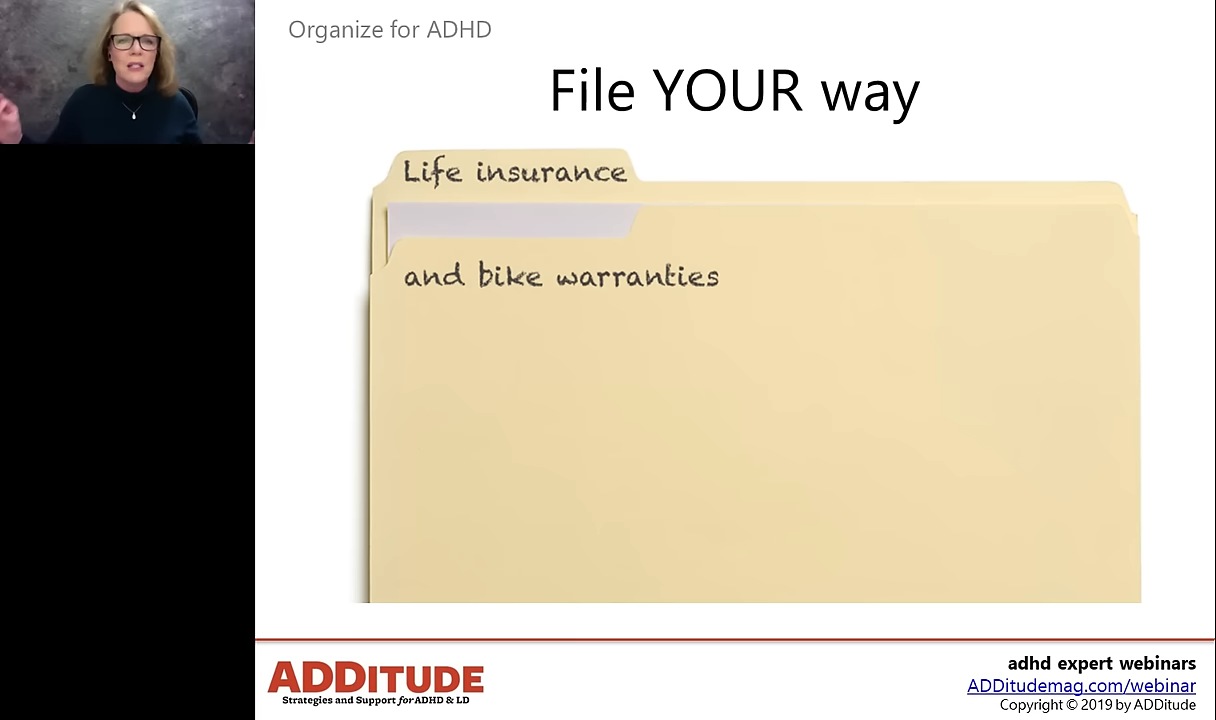 Organize for ADHD
File YOUR way
Life insurance
and bike warranties
ADDITUDE
Strategies and Support for ADHD & LD
adhd expert webinars
ADDitudemag.com/webinar
Copyright © 2019 by ADDitude